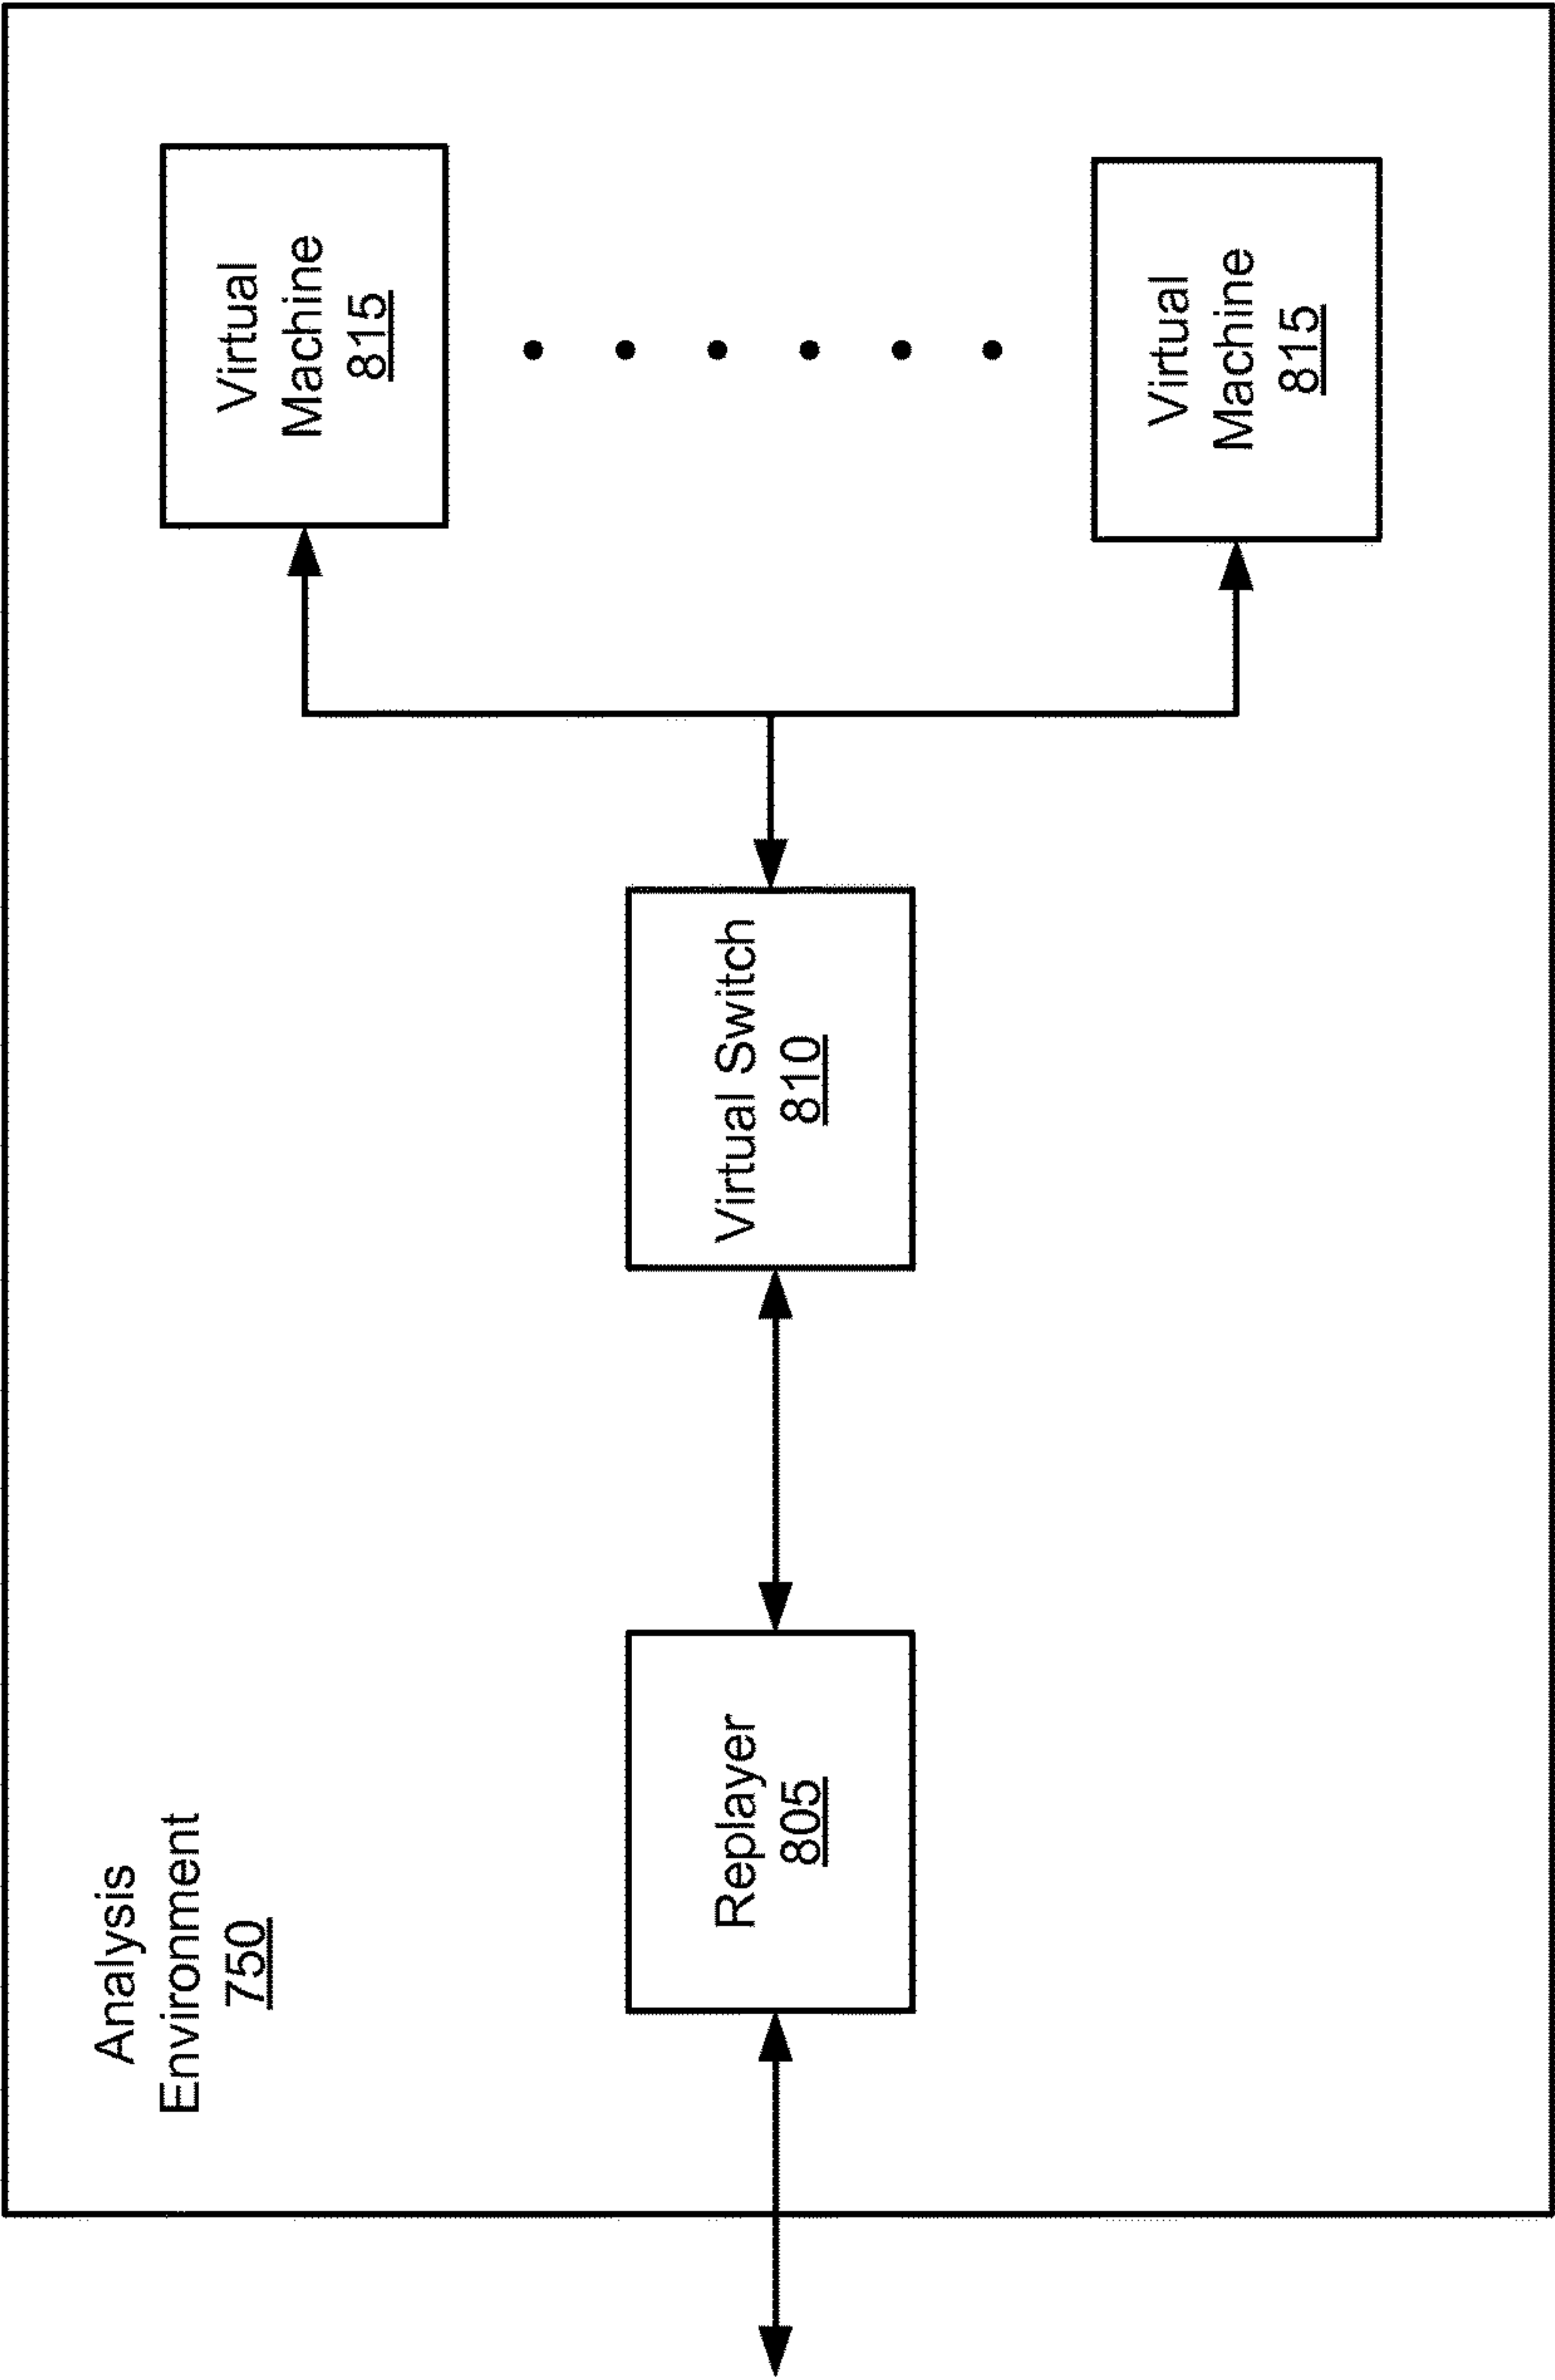 Analysis
Environment
750
Replayer
805
Virtual Switch
810
Virtual
Machine
815
Virtual
Machine
815